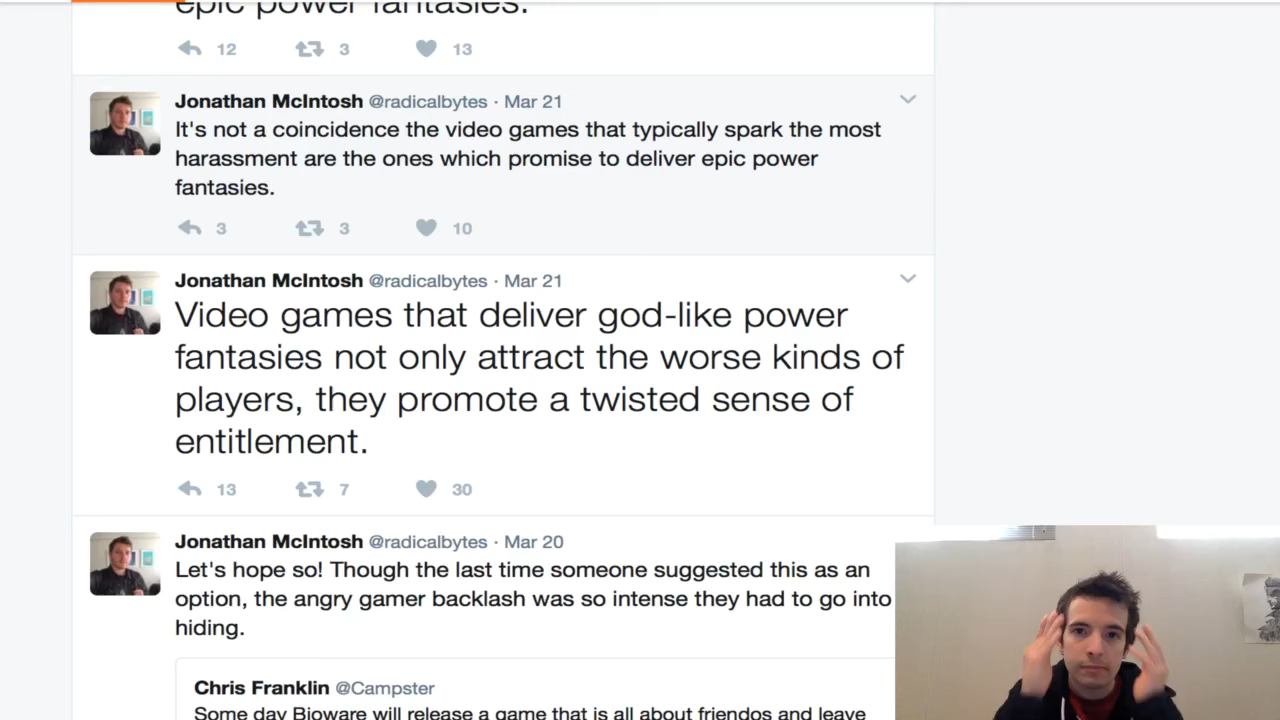 epic power fantasies.
12 3 13
Jonathan McIntosh @radicalbytes · Mar 21
It's not a coincidence the video games that typically spark the most
harassment are the ones which promise to deliver epic power
fantasies.
3 3 10
Jonathan McIntosh @radicalbytes · Mar 21
Video games that deliver god-like power
fantasies not only attract the worse kinds of
players, they promote a twisted sense of
entitlement.
13 7 30
Jonathan McIntosh @radicalbytes · Mar 20
Let's hope so! Though the last time someone suggested this as an
option, the angry gamer backlash was so intense they had to go into
hiding.
Chris Franklin @Campster
Some day Bioware will release a game that is all about friendos and leave